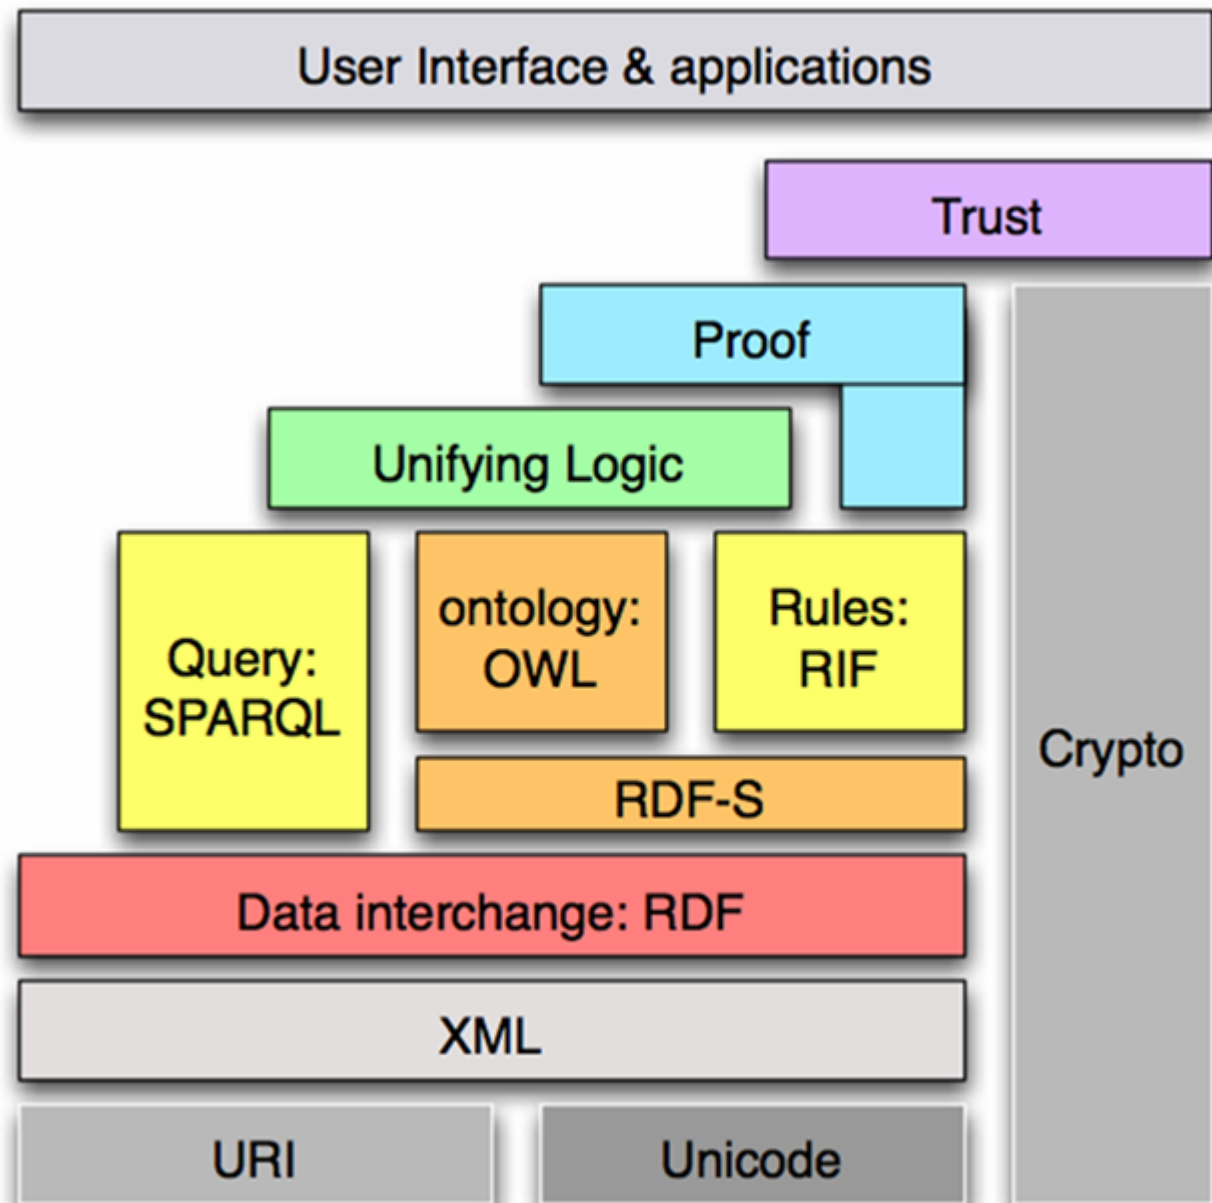 User Interface & applications
Trust
Proof
Unifying Logic
Query:
SPARQL
ontology:
OWL
Rules:
RIF
Crypto
RDF-S
Data interchange: RDF
XML
URI
Unicode